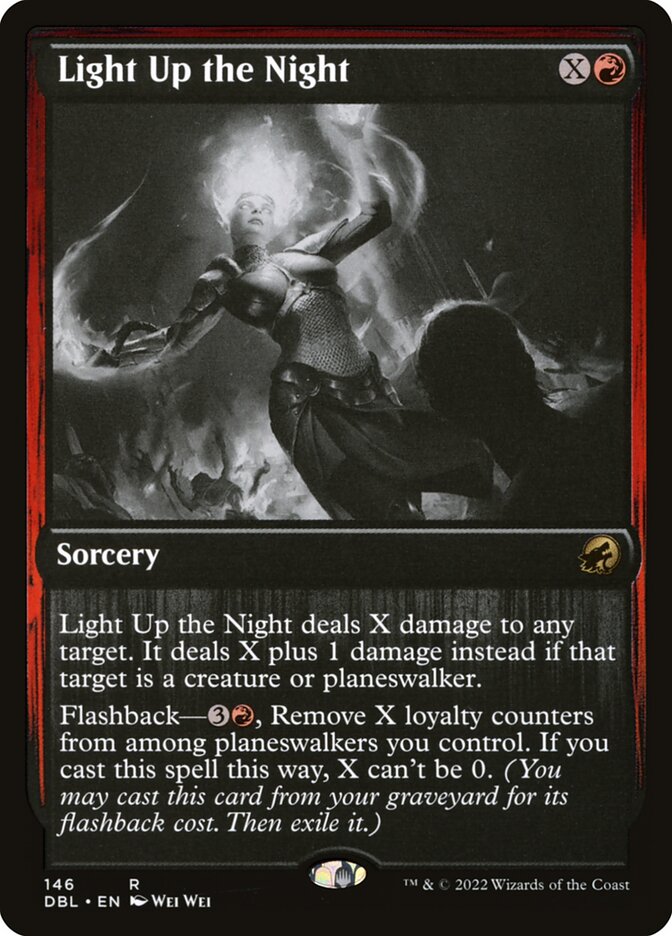 Light Up the Night X
Sorcery
Light Up the Night deals X damage to any
target. It deals X plus 1 damage instead if that
target is a creature or planeswalker.
Flashback—3, Remove X loyalty counters
from among planeswalkers you control. If you
cast this spell this way, X can't be 0. (You
may cast this card from your graveyard for its
flashback cost. Then exile it.)
146 R
DBL • EN Wei Wei
™ & © 2022 Wizards of the Coast